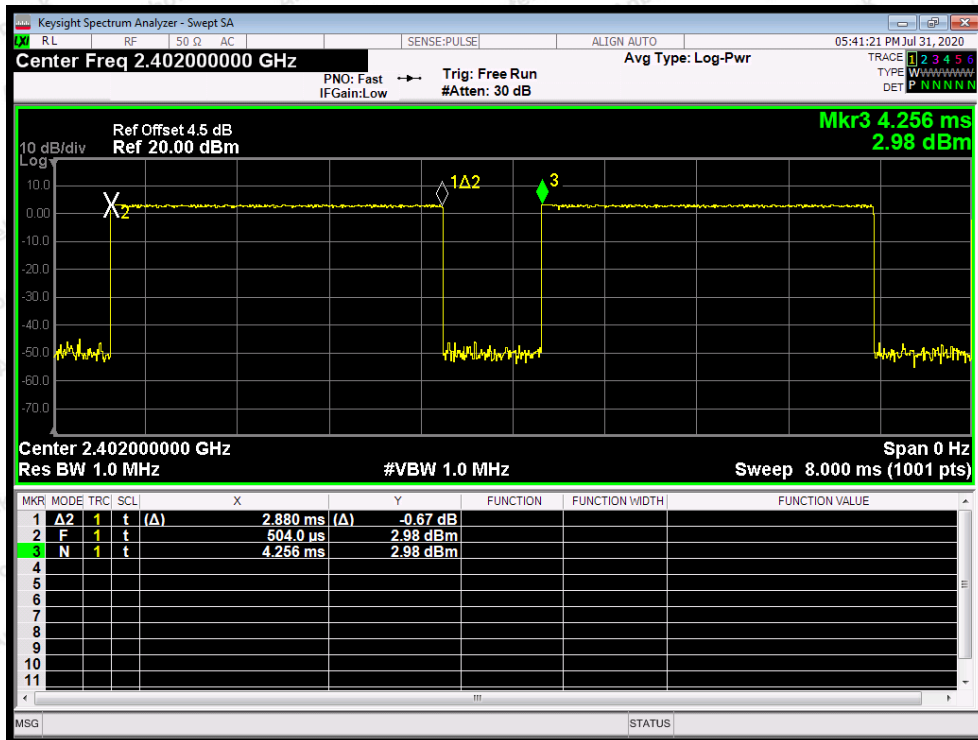 Keysight Spectrum Analyzer - Swept SA
LXI RL RF 50 Ω AC SENSE:PULSE ALIGN AUTO 05:41:21 PM Jul 31, 2020
Center Freq 2.402000000 GHz Avg Type: Log-Pwr TRACE 1 2 3 4 5 6
PNO: Fast Trig: Free Run TYPE WWWWWW
IFGain:Low #Atten: 30 dB DET P N N N N N
Mkr3 4.256 ms
Ref Offset 4.5 dB
10 dB/div Ref 20.00 dBm 2.98 dBm
Log
10.0
1Δ2
3
0.00
2
-10.0
-20.0
-30.0
-40.0
-50.0
-60.0
-70.0
Center 2.402000000 GHz Span 0 Hz
Res BW 1.0 MHz #VBW 1.0 MHz Sweep 8.000 ms (1001 pts)
MKR MODE TRC SCL X Y FUNCTION FUNCTION WIDTH FUNCTION VALUE
1 Δ2 1 t (Δ) 2.880 ms (Δ) -0.67 dB
2 F 1 t 504.0 µs 2.98 dBm
3 N 1 t 4.256 ms 2.98 dBm
4
5
6
7
8
9
10
11
MSG STATUS